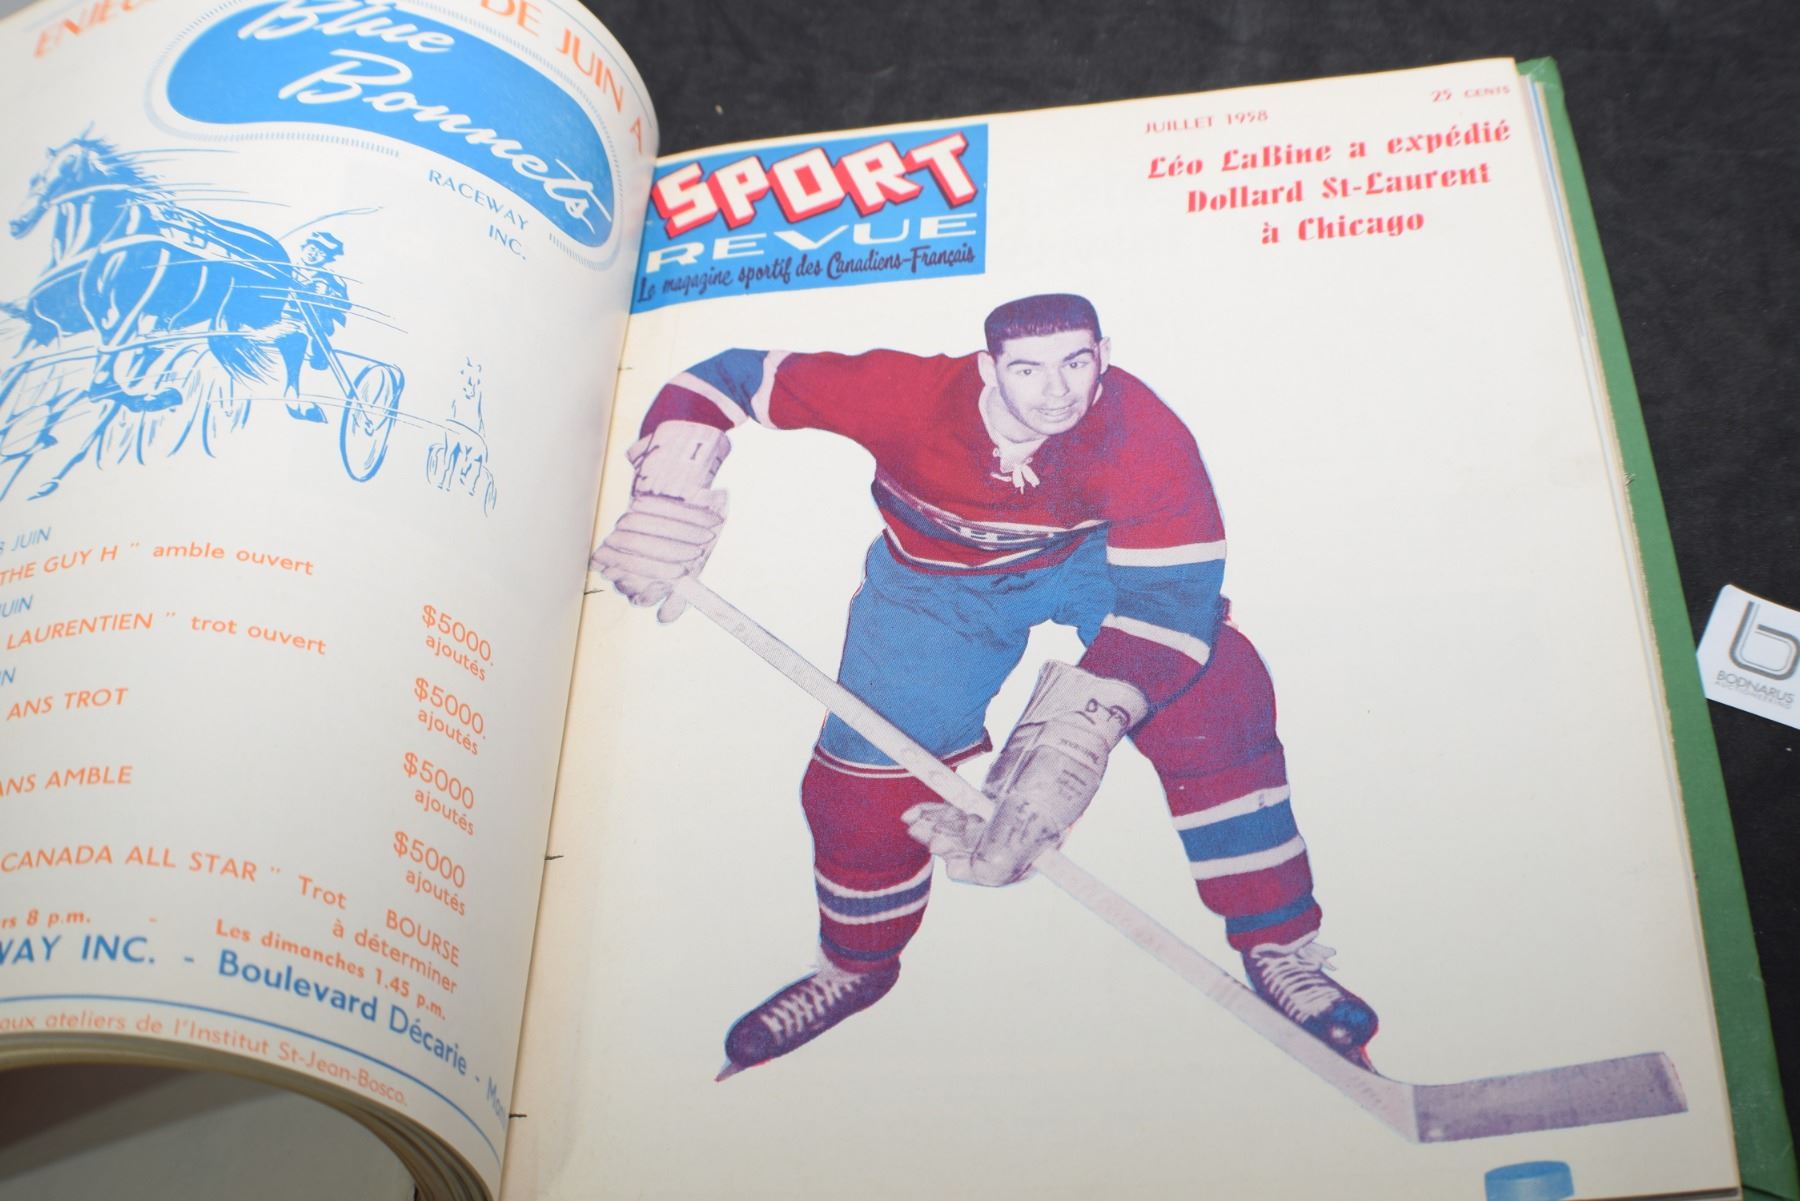 DE JUIN A
Blue
Bonnets
RACEWAY
INC.
JUIN
THE GUY H " amble ouvert
$5000.
ajoutés
JUIN
LAURENTIEN " trot ouvert
$5000.
ajoutés
ANS TROT
$5000
ajoutés
ANS AMBLE
$5000
ajoutés
CANADA ALL STAR " Trot BOURSE
à déterminer
8 p.m. - Les dimanches 1.45 p.m.
WAY INC. - Boulevard Décarie -
aux ateliers de l'Institut St-Jean-Bosco.
SPORT
REVUE
Le magazine sportif des Canadiens-Français
JUILLET 1958
25 CENTS
Léo LaBine a expédié
Dollard St-Laurent
à Chicago
b
BODNARUS
AUCTIONEERING